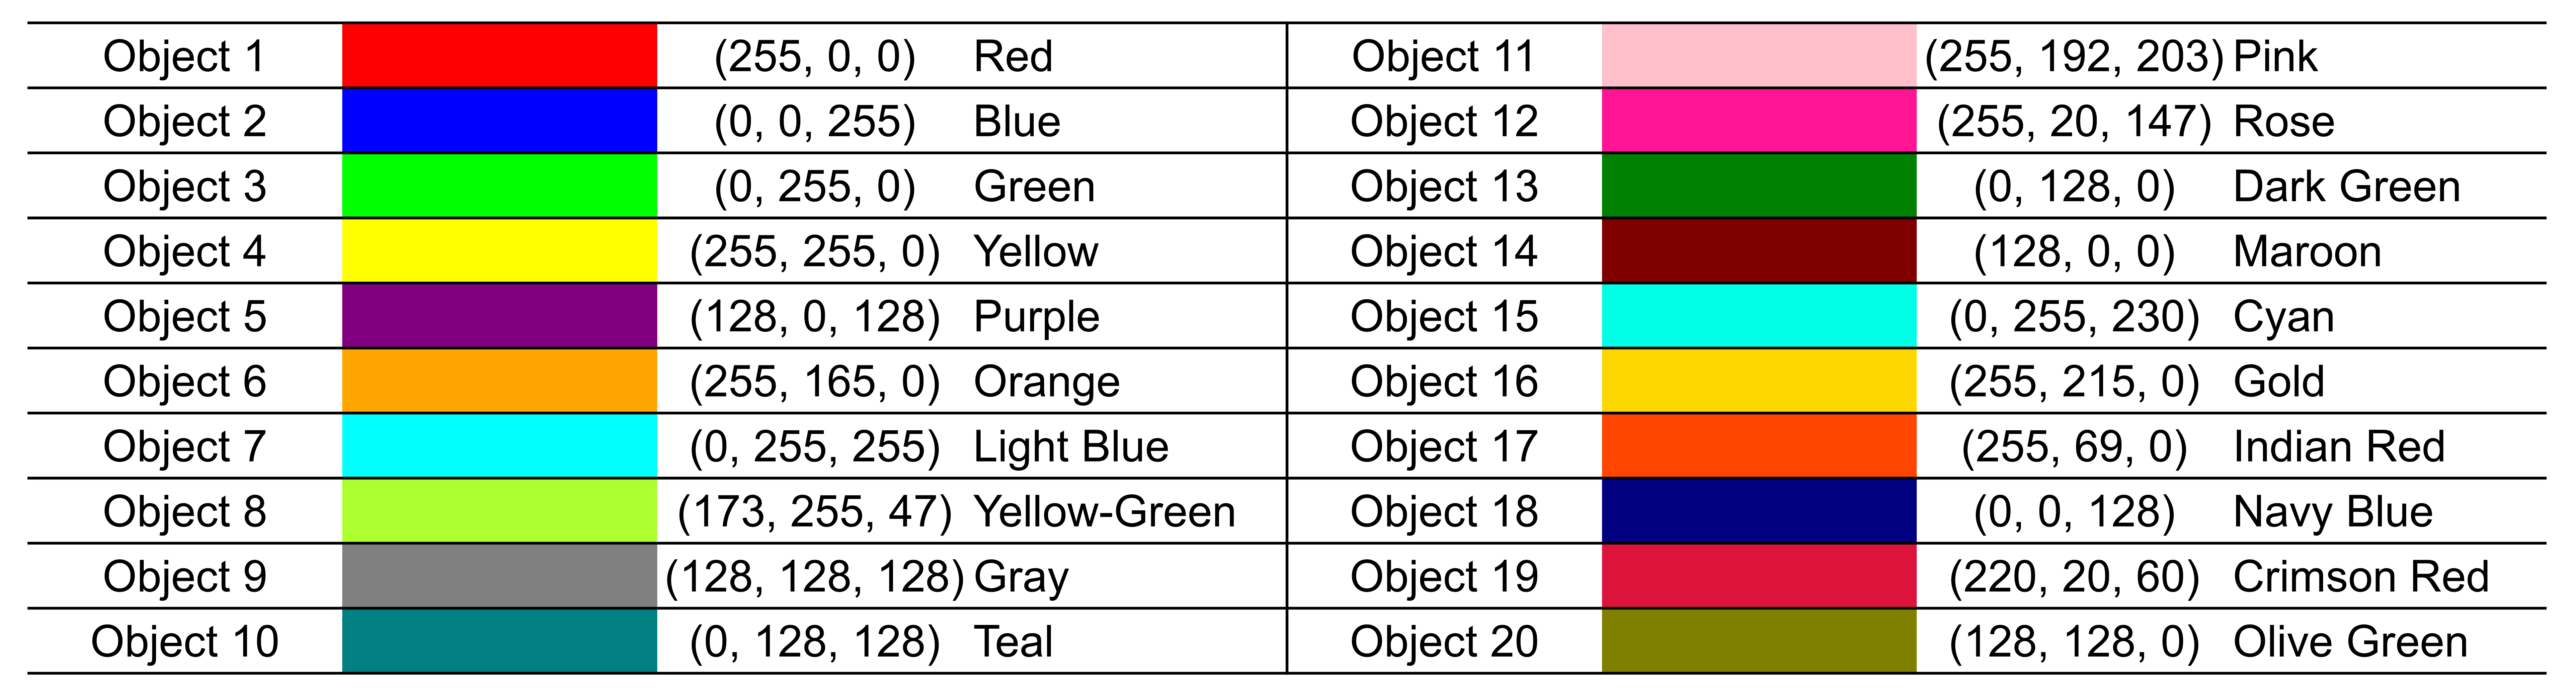 Object 1 (255, 0, 0) Red Object 11 (255, 192, 203) Pink
Object 2 (0, 0, 255) Blue Object 12 (255, 20, 147) Rose
Object 3 (0, 255, 0) Green Object 13 (0, 128, 0) Dark Green
Object 4 (255, 255, 0) Yellow Object 14 (128, 0, 0) Maroon
Object 5 (128, 0, 128) Purple Object 15 (0, 255, 230) Cyan
Object 6 (255, 165, 0) Orange Object 16 (255, 215, 0) Gold
Object 7 (0, 255, 255) Light Blue Object 17 (255, 69, 0) Indian Red
Object 8 (173, 255, 47) Yellow-Green Object 18 (0, 0, 128) Navy Blue
Object 9 (128, 128, 128) Gray Object 19 (220, 20, 60) Crimson Red
Object 10 (0, 128, 128) Teal Object 20 (128, 128, 0) Olive Green